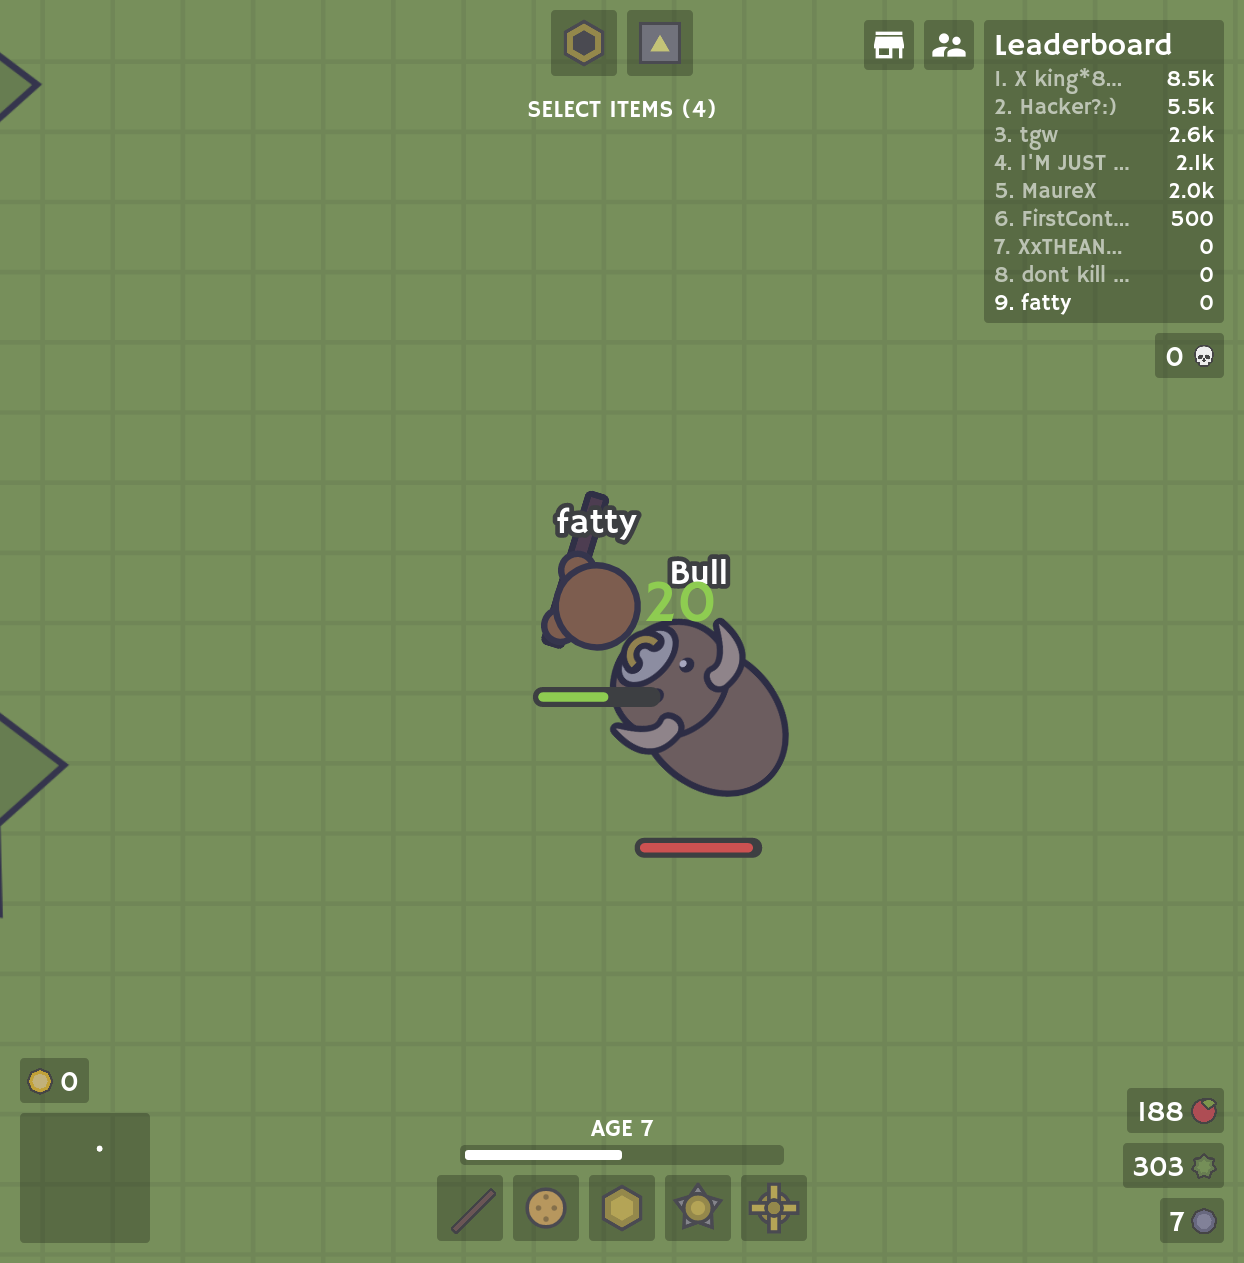 SELECT ITEMS (4)
Leaderboard
1. X king*8... 8.5k
2. Hacker?:) 5.5k
3. tgw 2.6k
4. I'M JUST ... 2.1k
5. MaureX 2.0k
6. FirstCont... 500
7. XxTHEAN... 0
8. dont kill ... 0
9. fatty 0
0
fatty
Bull
20
0
AGE 7
188
303
7